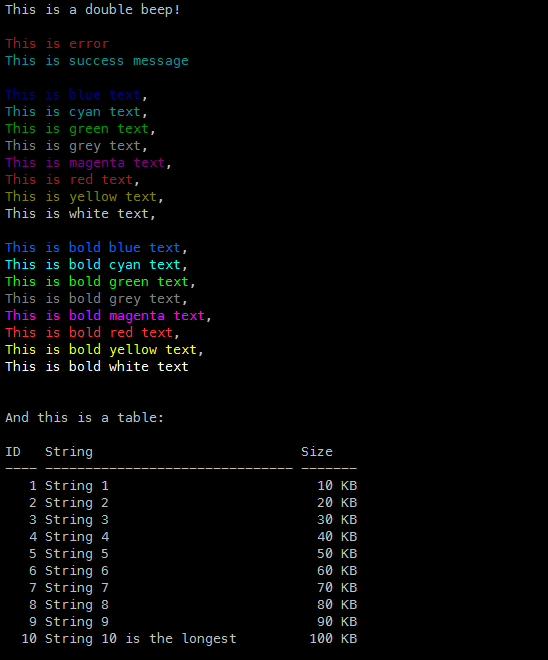 This is a double beep!
This is error
This is success message
This is blue text,
This is cyan text,
This is green text,
This is grey text,
This is magenta text,
This is red text,
This is yellow text,
This is white text,
This is bold blue text,
This is bold cyan text,
This is bold green text,
This is bold grey text,
This is bold magenta text,
This is bold red text,
This is bold yellow text,
This is bold white text
And this is a table:
ID   String                          Size
---- ------------------------------- -------
   1 String 1                          10 KB
   2 String 2                          20 KB
   3 String 3                          30 KB
   4 String 4                          40 KB
   5 String 5                          50 KB
   6 String 6                          60 KB
   7 String 7                          70 KB
   8 String 8                          80 KB
   9 String 9                          90 KB
  10 String 10 is the longest         100 KB